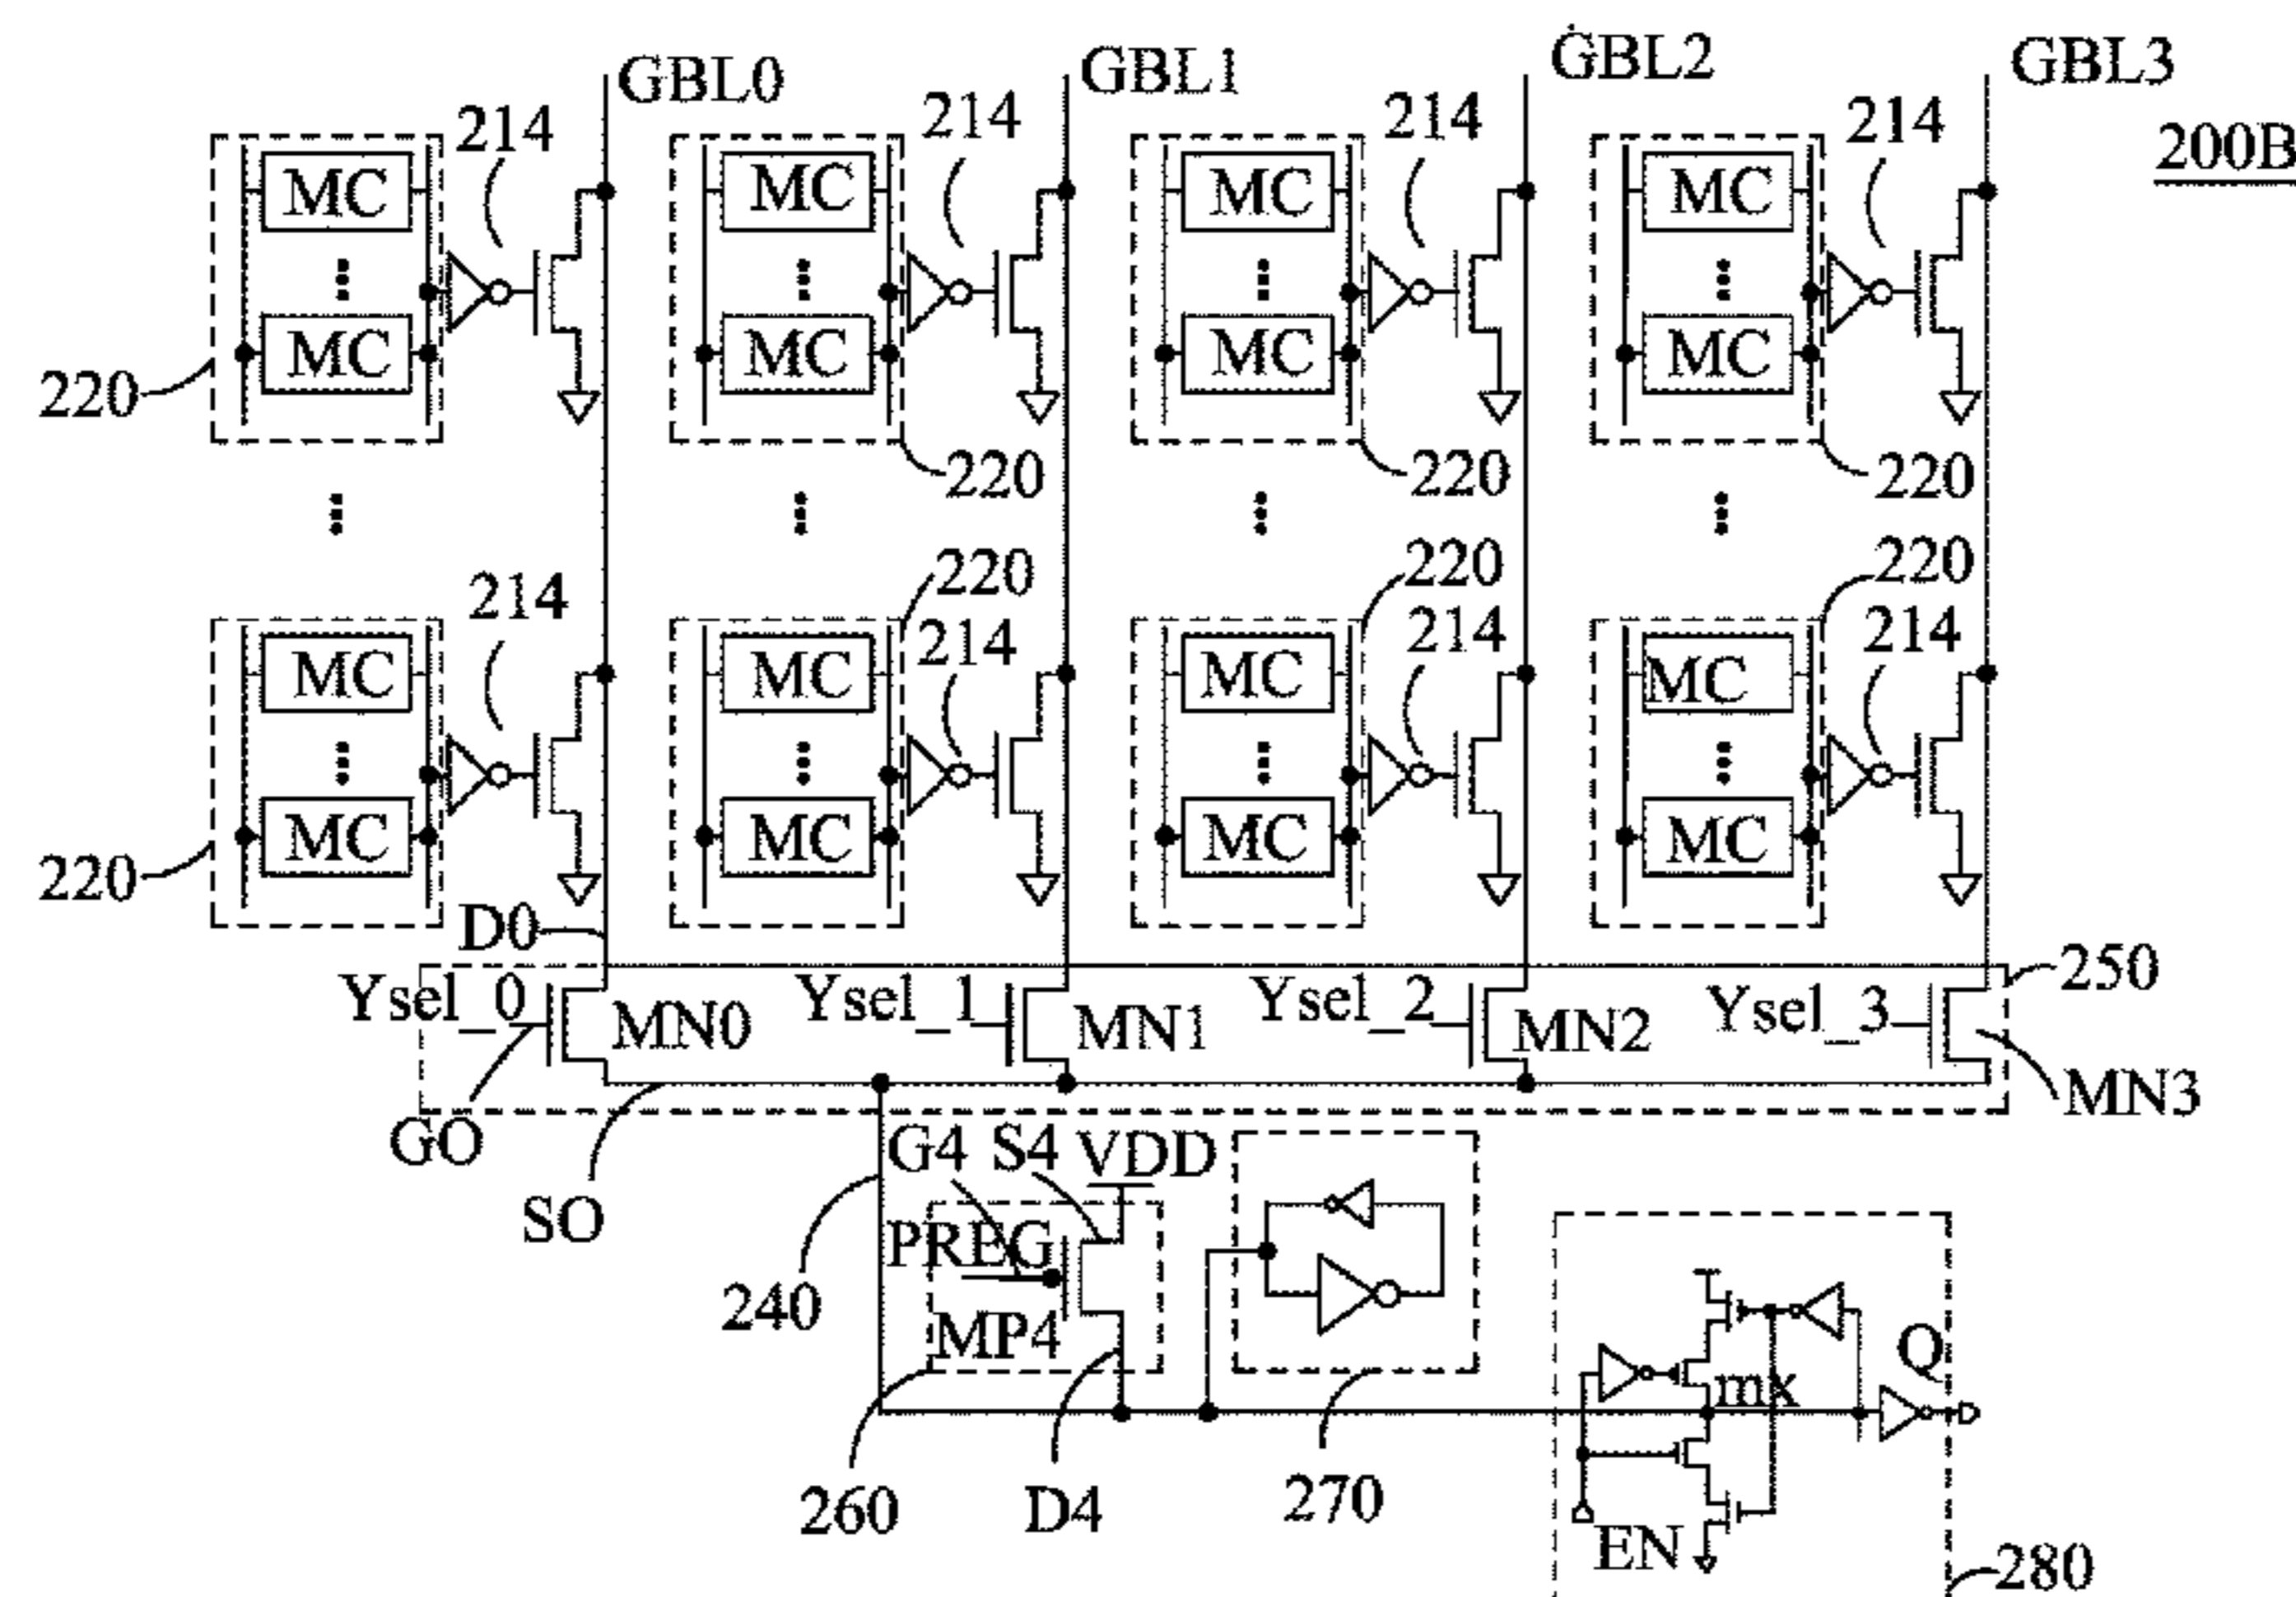 GBL0 GBL1 GBL2 GBL3
214 214 214 214
200B
MC MC MC MC
MC MC MC MC
220
220 220 220
220 220 220
214 214 214 214
MC MC MC MC
MC MC MC MC
220
D0
250
Ysel_0 MN0 Ysel_1 MN1 Ysel_2 MN2 Ysel_3
MN3
GO
G4 S4 VDD
SO
PREG
240
MP4
mx Q
260 D4 270
EN
280